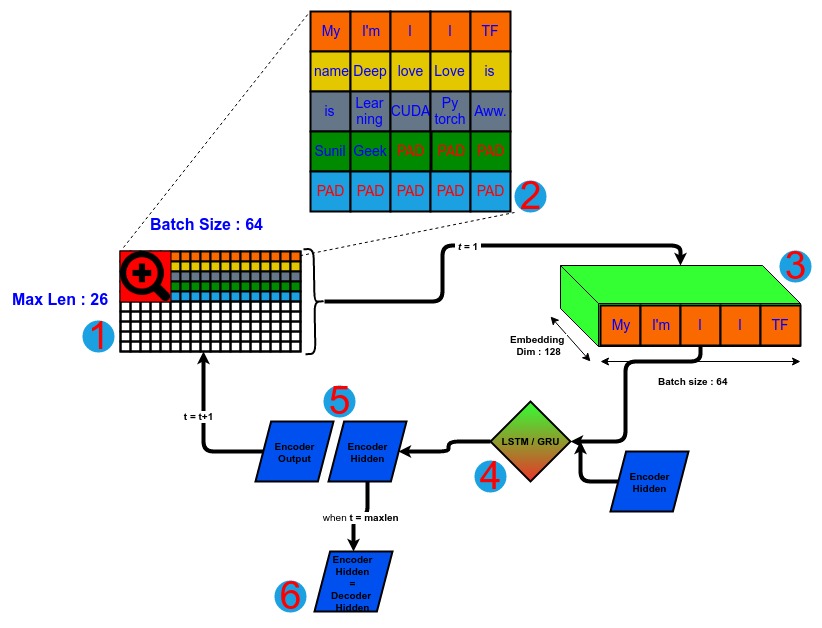 My I'm I I TF
name Deep love Love is
is Lear ning CUDA Py torch Aww.
Sunil Geek PAD PAD PAD
PAD PAD PAD PAD PAD
2
Batch Size : 64
Max Len : 26
1
t = 1
3
My I'm I I TF
Embedding
Dim : 128
Batch size : 64
t = t+1
5
Encoder
Output
Encoder
Hidden
LSTM / GRU
4
Encoder
Hidden
when t = maxlen
6
Encoder
Hidden
=
Decoder
Hidden